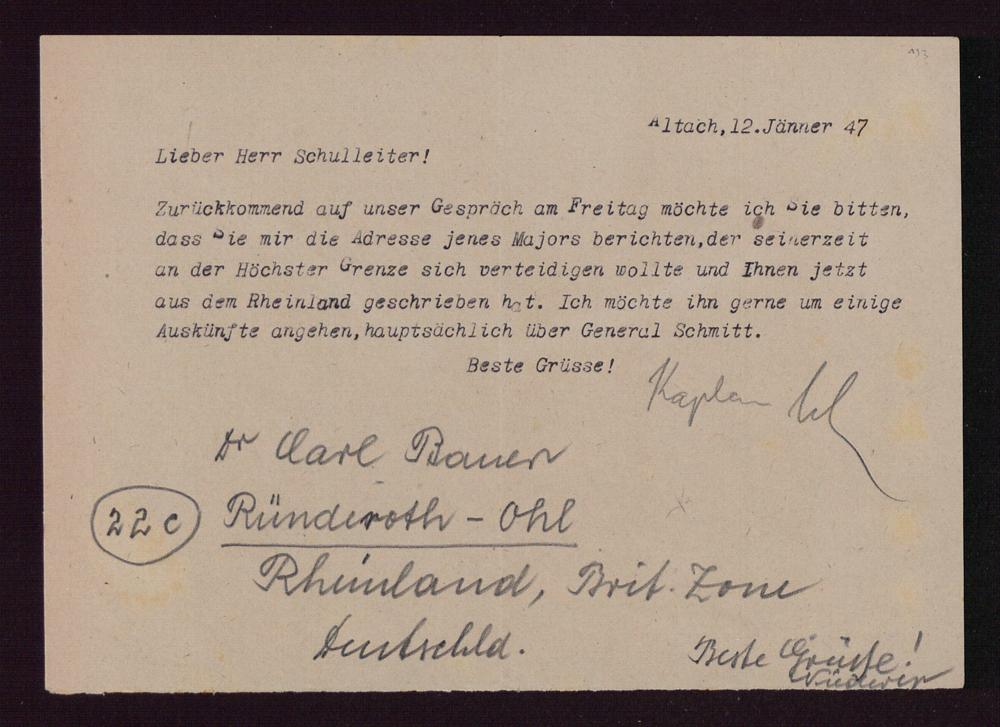 113
Altach,12.Jänner 47
Lieber Herr Schulleiter!
Zurückkommend auf unser Gespräch am Freitag möchte ich Sie bitten,
dass Sie mir die Adresse jenes Majors berichten,der seinerzeit
an der Höchster Grenze sich verteidigen wollte und Ihnen jetzt
aus dem Rheinland geschrieben hat. Ich möchte ihn gerne um einige
Auskünfte angehen,hauptsächlich über General Schmitt.
Beste Grüsse!
Kaplan
Dr Carl Bauer
22c Ründeroth - Ohl
Rheinland, Brit. Zone
Deutschld.
Beste Grüsse!